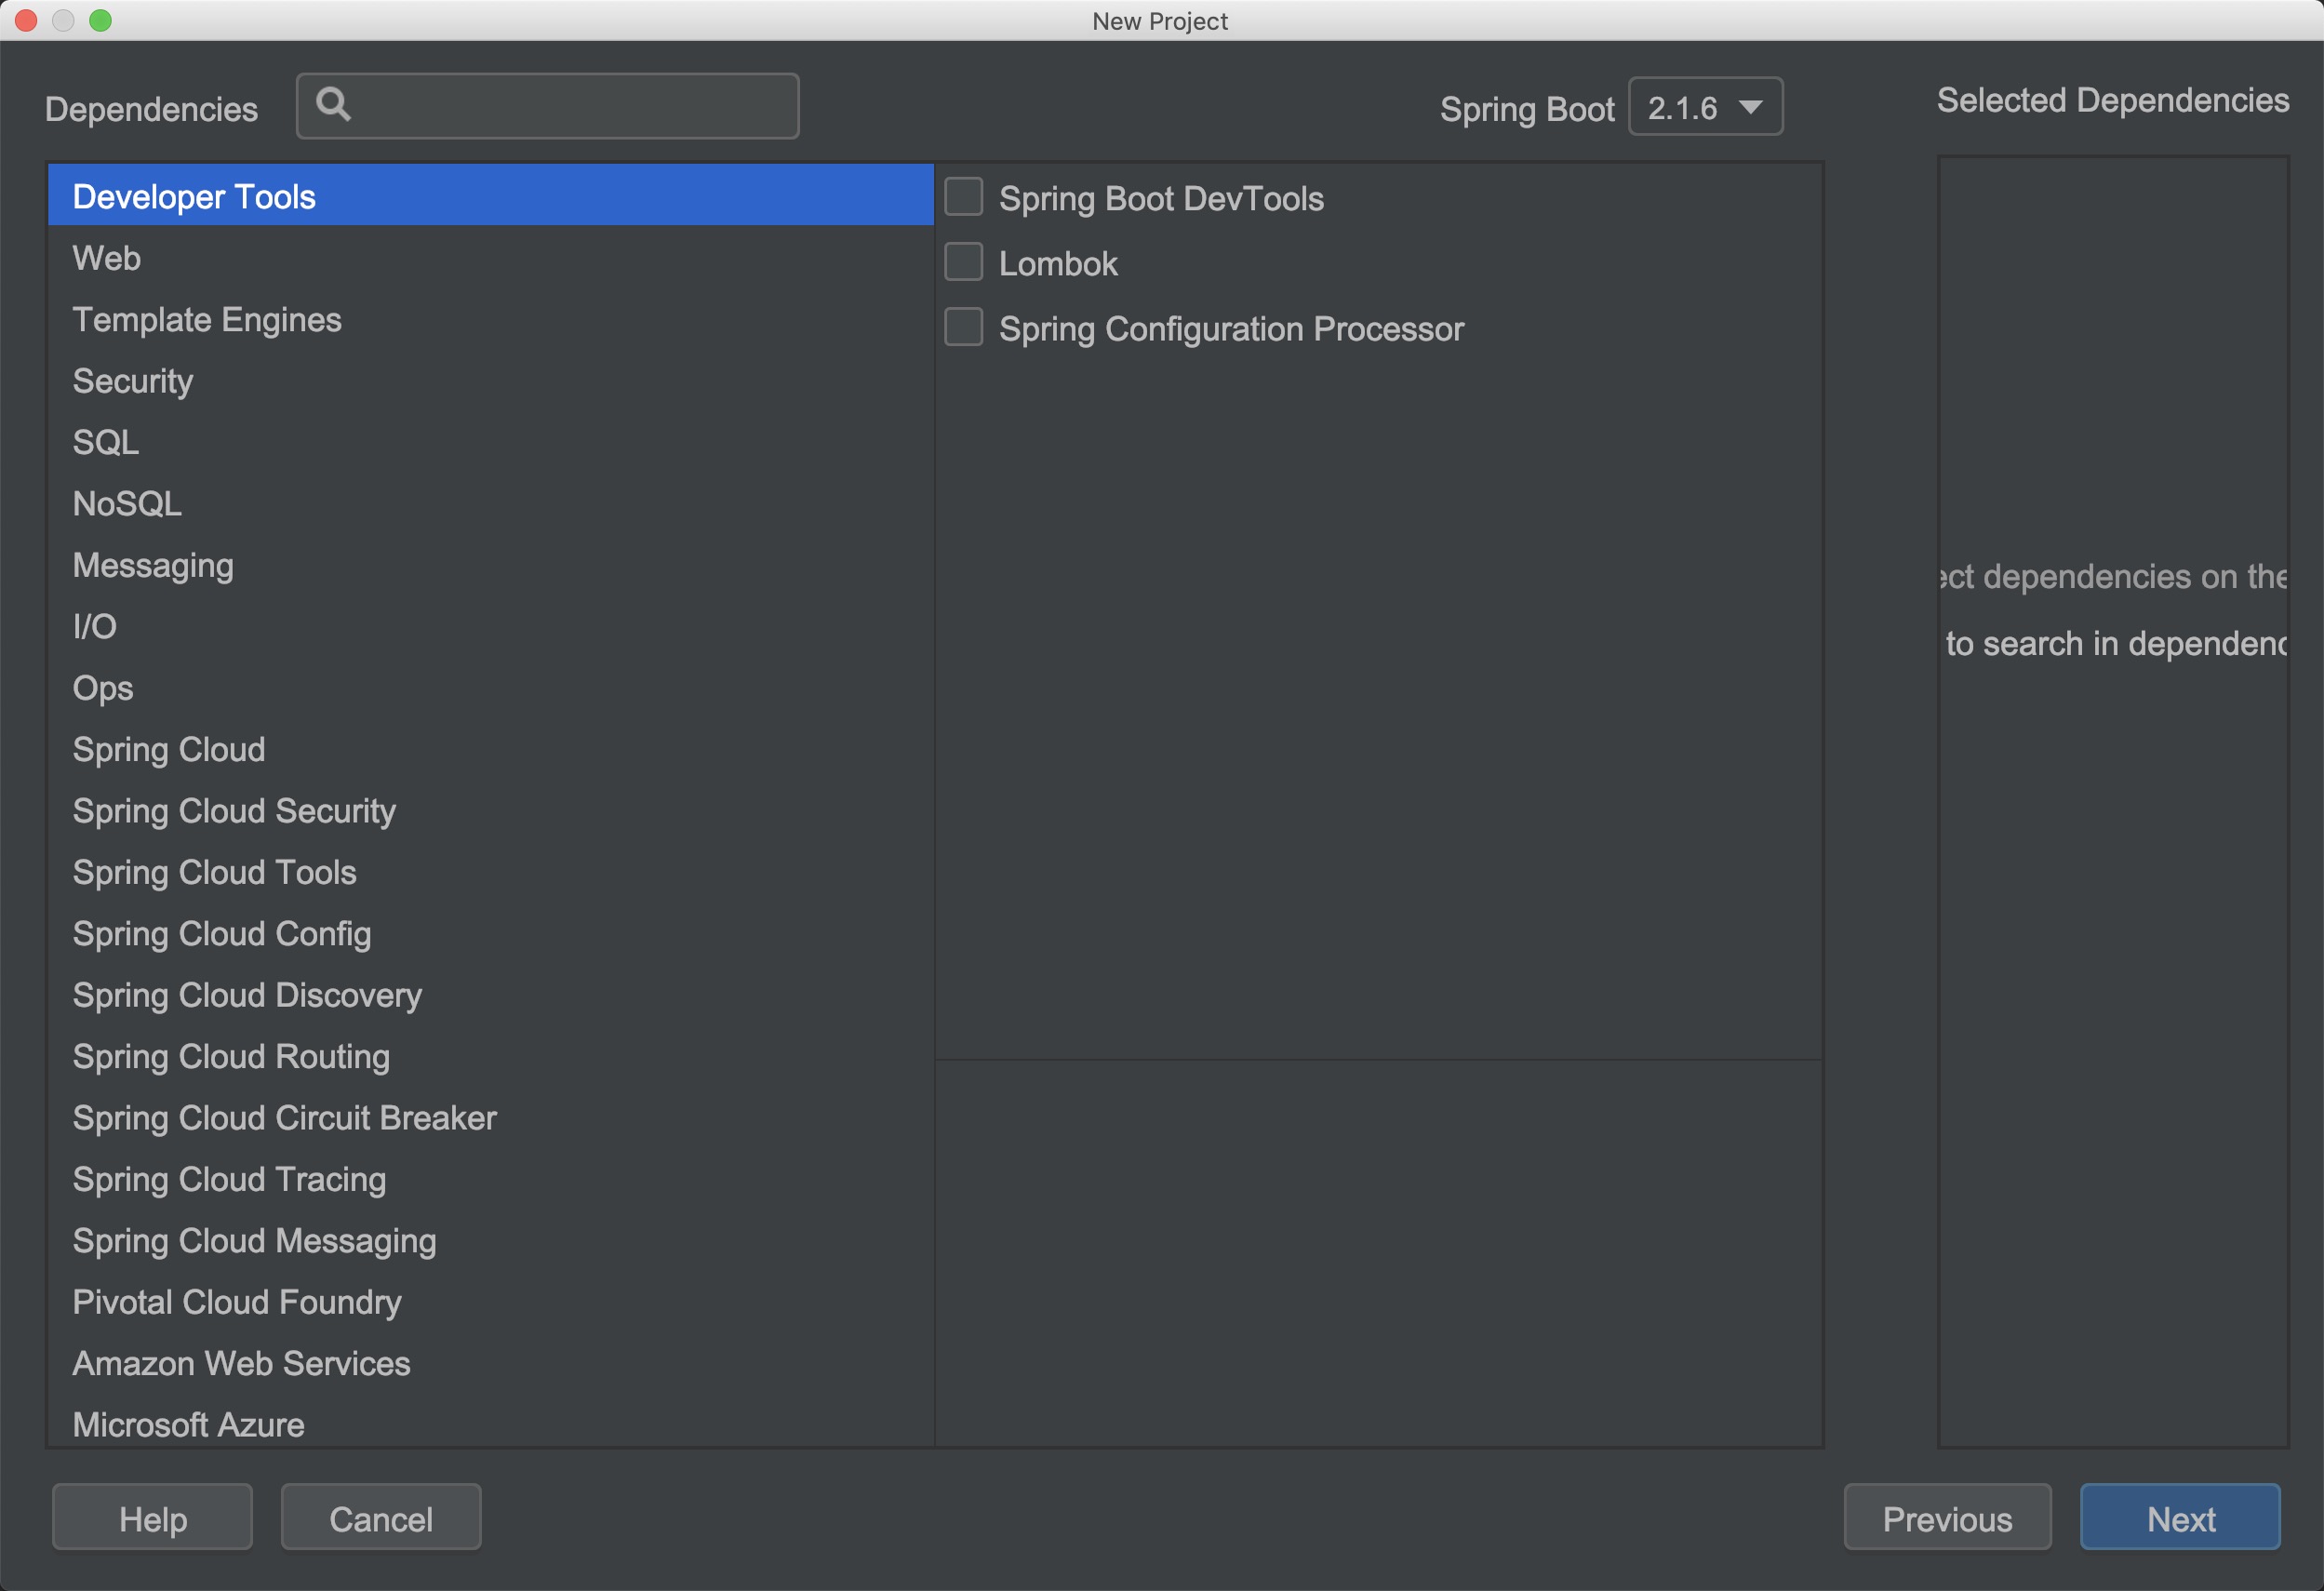 New Project
Dependencies
Spring Boot 2.1.6
Selected Dependencies
Developer Tools
Web
Template Engines
Security
SQL
NoSQL
Messaging
I/O
Ops
Spring Cloud
Spring Cloud Security
Spring Cloud Tools
Spring Cloud Config
Spring Cloud Discovery
Spring Cloud Routing
Spring Cloud Circuit Breaker
Spring Cloud Tracing
Spring Cloud Messaging
Pivotal Cloud Foundry
Amazon Web Services
Microsoft Azure
Spring Boot DevTools
Lombok
Spring Configuration Processor
dependencies on the
to search in
Help
Cancel
Previous
Next